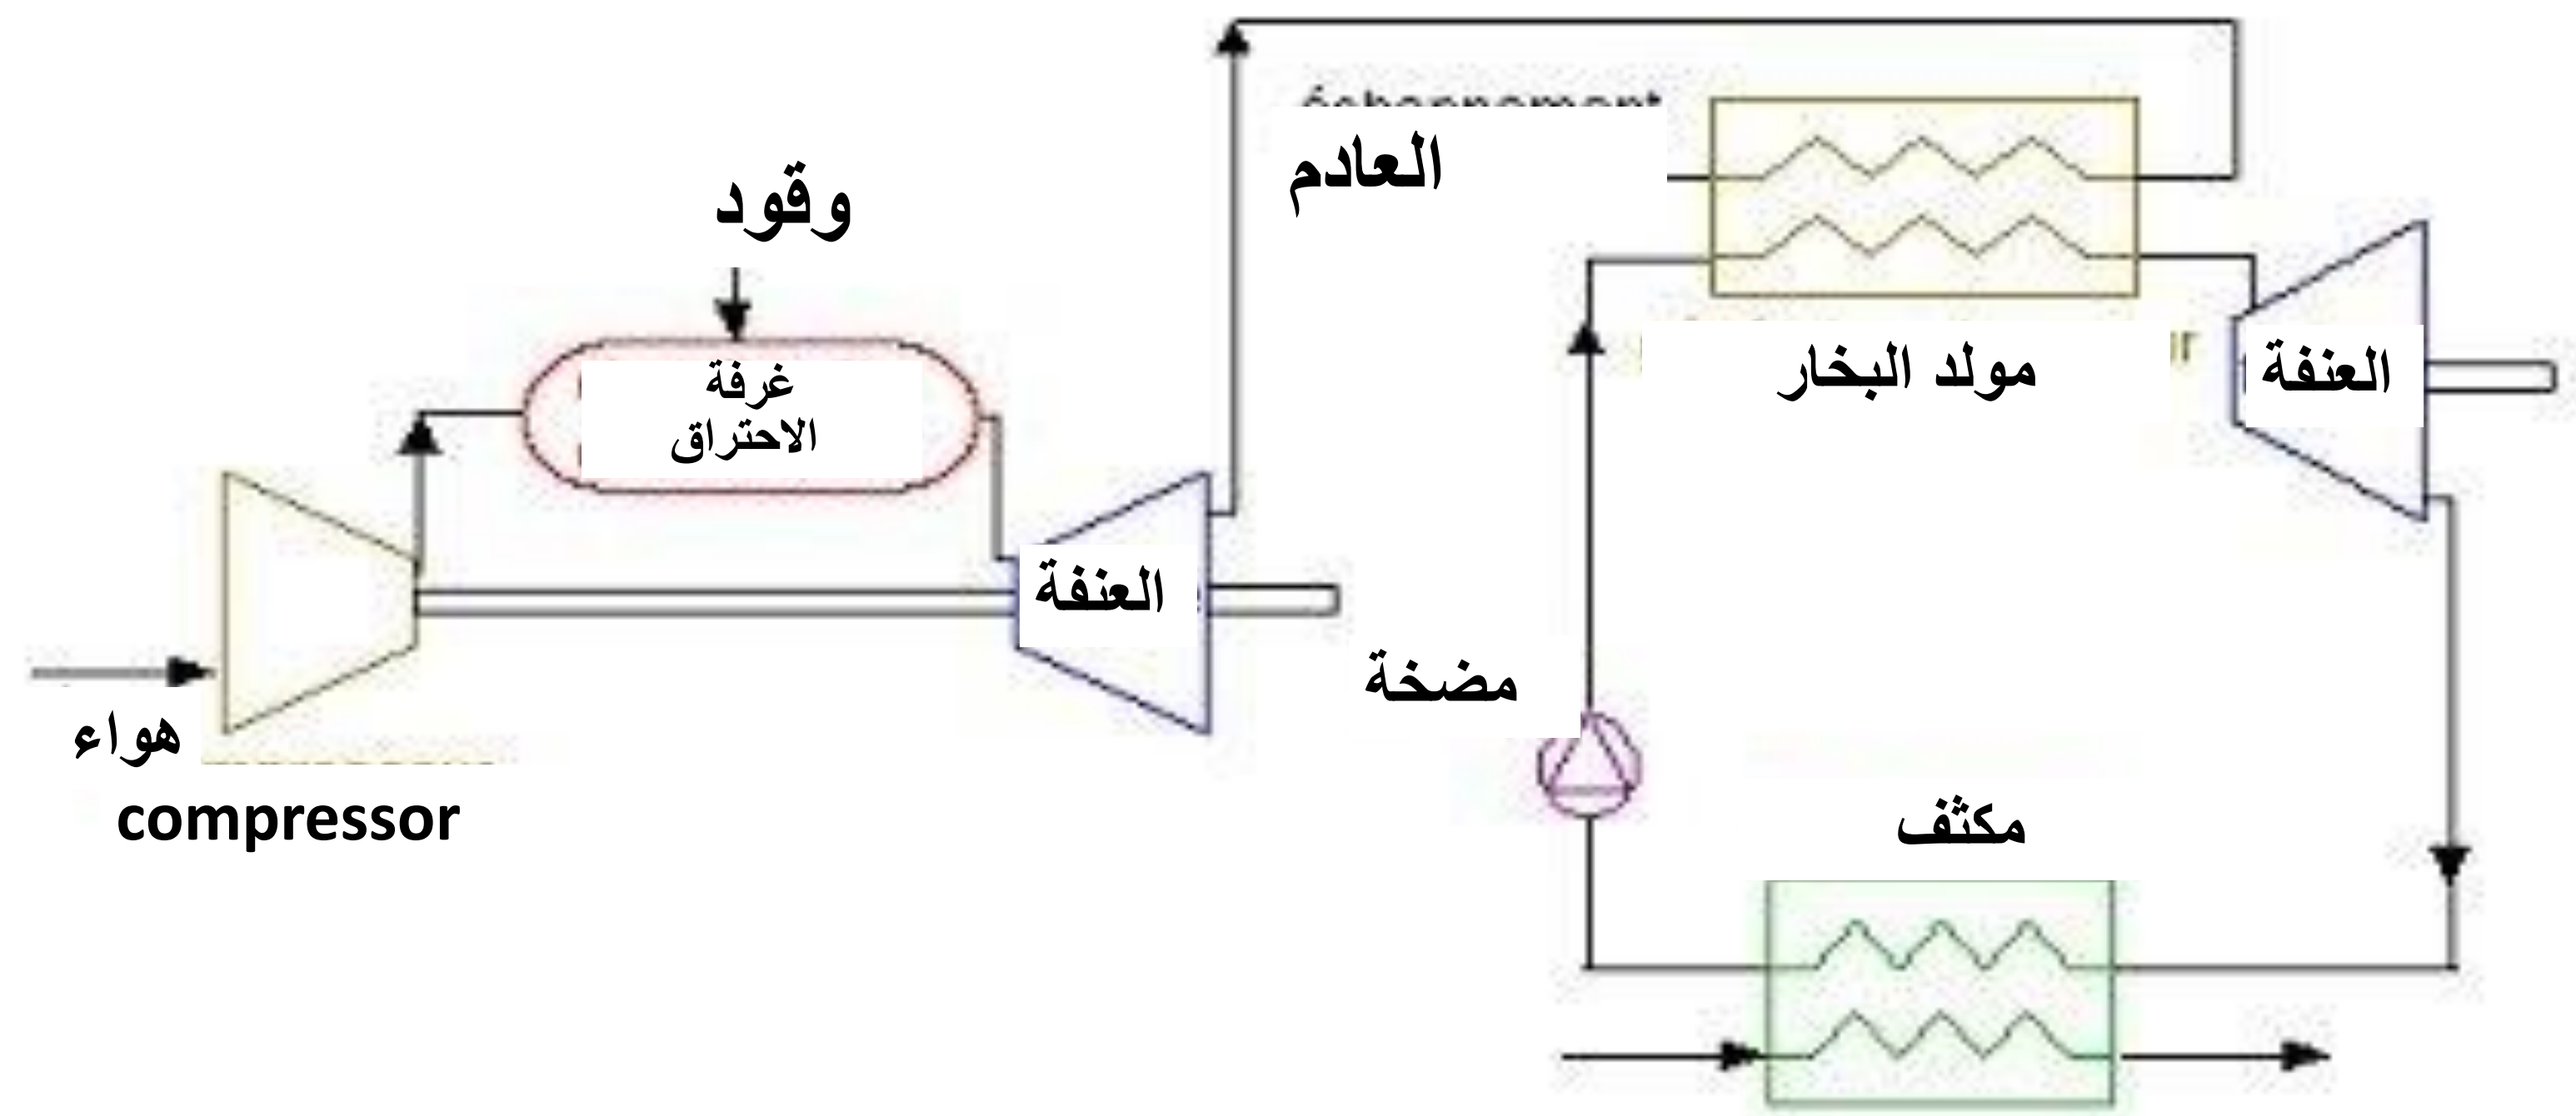 العادم
وقود
غرفة
الاحتراق
مولد البخار
العنفة
العنفة
مضخة
هواء
compressor
مكثف